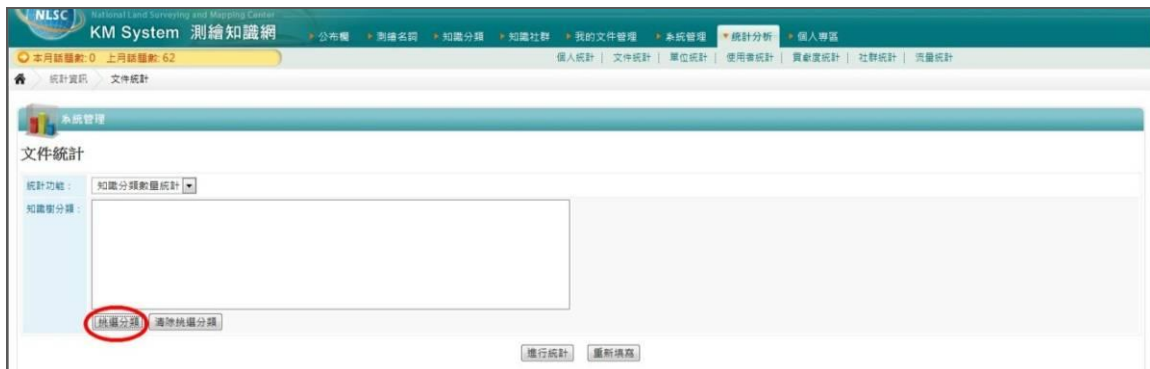 NLSC National Land Surveying and Mapping Center
KM System 測繪知識網
公布欄 測繪名詞 知識分類 知識社群 我的文件管理 系統管理 統計分析 個人專區
本月話題數: 0 上月話題數: 62
個人統計 | 文件統計 | 單位統計 | 使用者統計 | 貢獻度統計 | 社群統計 | 流量統計
統計資訊 文件統計
系統管理
文件統計
統計功能: 知識分類數量統計
知識樹分類:
挑選分類 清除挑選分類
進行統計 重新填寫